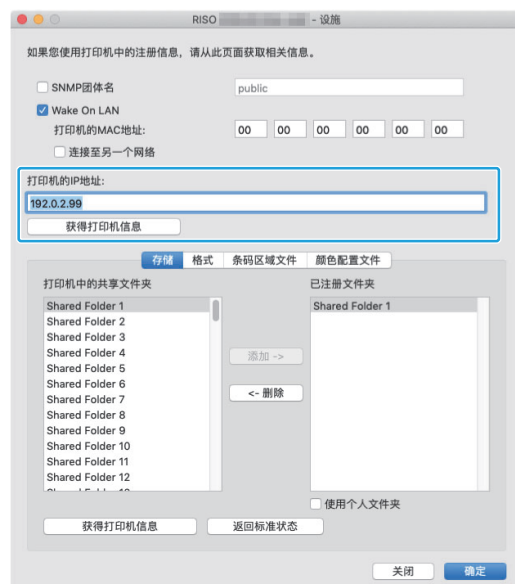 RISO - 设施
如果您使用打印机中的注册信息，请从此页面获取相关信息。
SNMP团体名 public
Wake On LAN
打印机的MAC地址: 00 00 00 00 00 00
连接至另一个网络
打印机的IP地址:
192.0.2.99
获得打印机信息
存储 格式 条码区域文件 颜色配置文件
打印机中的共享文件夹 已注册文件夹
Shared Folder 1 Shared Folder 1
Shared Folder 2
Shared Folder 3
Shared Folder 4
添加 ->
Shared Folder 5
Shared Folder 6
<- 删除
Shared Folder 7
Shared Folder 8
Shared Folder 9
Shared Folder 10
Shared Folder 11
Shared Folder 12
使用个人文件夹
获得打印机信息 返回标准状态
关闭 确定